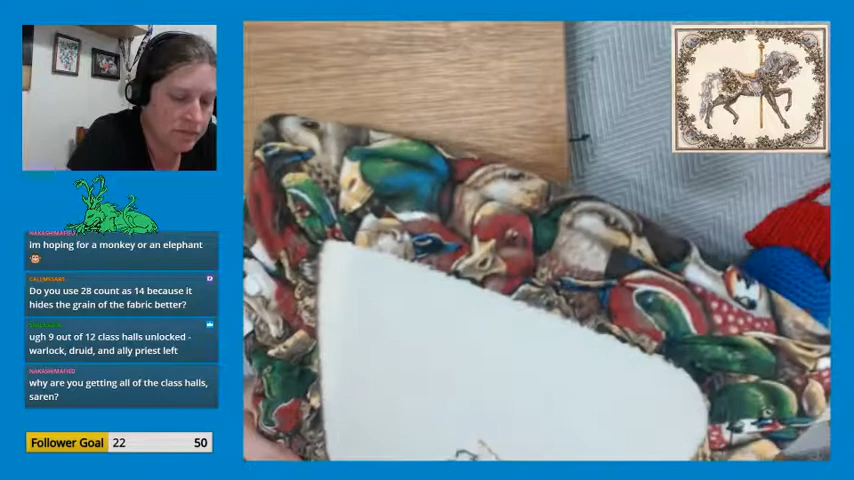 NAKASHIMAFIED
im hoping for a monkey or an elephant
Do you use 28 count as 14 because it
hides the grain of the fabric better?
ugh 9 out of 12 class halls unlocked -
warlock, druid, and ally priest left
NAKASHIMAFIED
why are you getting all of the class halls,
saren?
Follower Goal 22 50